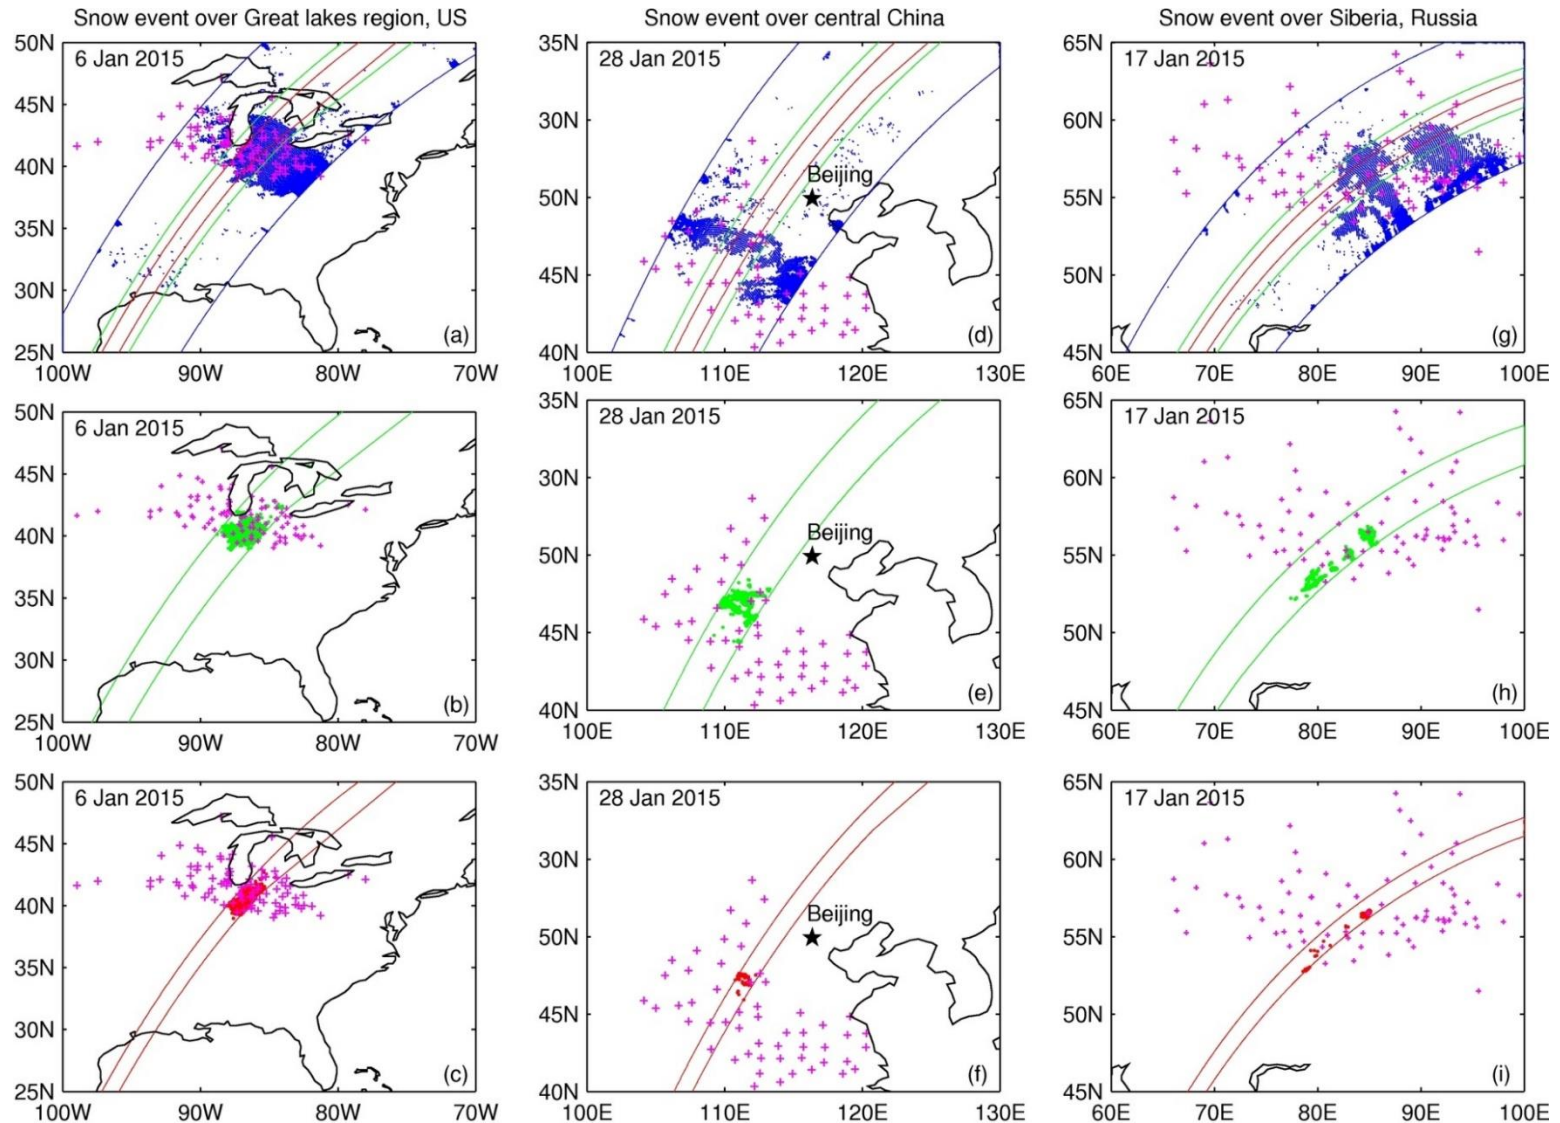 Snow event over Great lakes region, US
Snow event over central China
Snow event over Siberia, Russia
50N
6 Jan 2015
45N
40N
35N
30N
25N
(a)
100W 90W 80W 70W
35N
28 Jan 2015
30N
Beijing
50N
45N
40N
(d)
100E 110E 120E 130E
65N
17 Jan 2015
60N
55N
50N
45N
(g)
60E 70E 80E 90E 100E
50N
6 Jan 2015
45N
40N
35N
30N
25N
(b)
100W 90W 80W 70W
35N
28 Jan 2015
30N
Beijing
50N
45N
40N
(e)
100E 110E 120E 130E
65N
17 Jan 2015
60N
55N
50N
45N
(h)
60E 70E 80E 90E 100E
50N
6 Jan 2015
45N
40N
35N
30N
25N
(c)
100W 90W 80W 70W
35N
28 Jan 2015
30N
Beijing
50N
45N
40N
(f)
100E 110E 120E 130E
65N
17 Jan 2015
60N
55N
50N
45N
(i)
60E 70E 80E 90E 100E